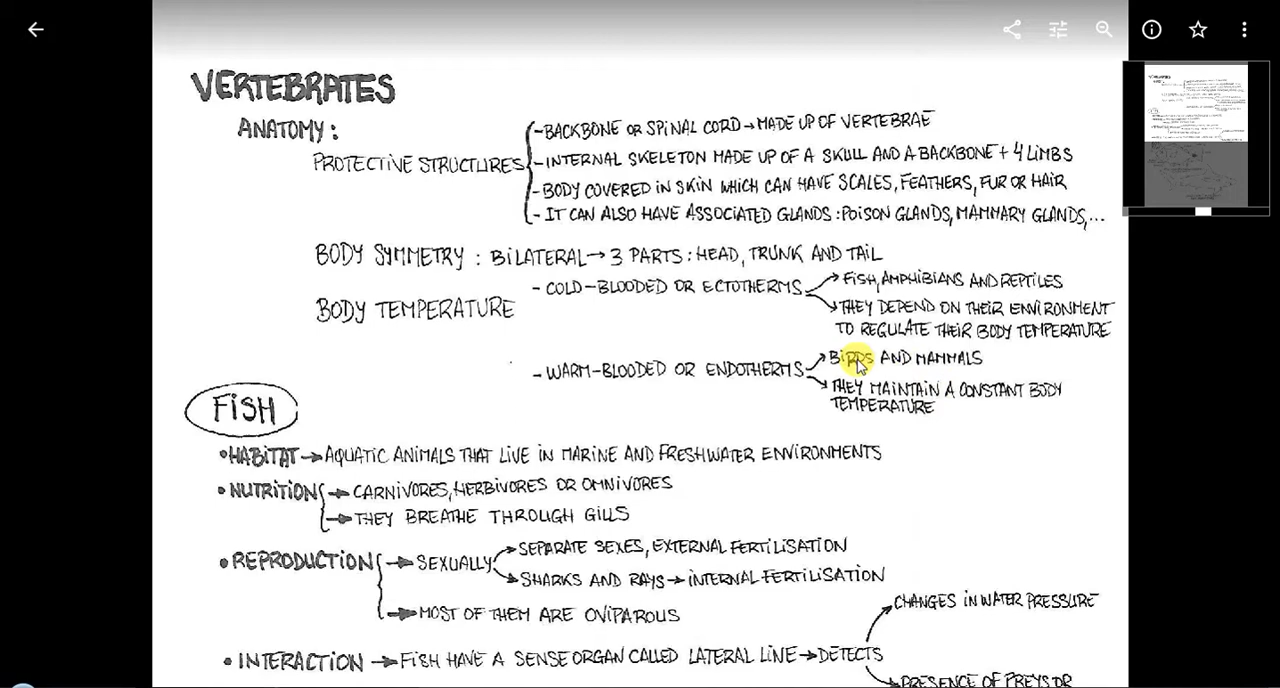 VERTEBRATES
ANATOMY:
PROTECTIVE STRUCTURES
-BACKBONE OR SPINAL CORD→MADE UP OF VERTEBRAE
-INTERNAL SKELETON MADE UP OF A SKULL AND A BACKBONE + 4 LIMBS
-BODY COVERED IN SKIN WHICH CAN HAVE SCALES, FEATHERS, FUR OR HAIR
-IT CAN ALSO HAVE ASSOCIATED GLANDS: POISON GLANDS, MAMMARY GLANDS,...
BODY SYMMETRY: BILATERAL→3 PARTS: HEAD, TRUNK AND TAIL
BODY TEMPERATURE
-COLD-BLOODED OR ECTOTHERMS
→FISH, AMPHIBIANS AND REPTILES
→THEY DEPEND ON THEIR ENVIRONMENT
TO REGULATE THEIR BODY TEMPERATURE
-WARM-BLOODED OR ENDOTHERMS
→BIRDS AND MAMMALS
→THEY MAINTAIN A CONSTANT BODY
TEMPERATURE
FISH
•HABITAT→AQUATIC ANIMALS THAT LIVE IN MARINE AND FRESHWATER ENVIRONMENTS
•NUTRITION→CARNIVORES, HERBIVORES OR OMNIVORES
→THEY BREATHE THROUGH GILLS
•REPRODUCTION→SEXUALLY
→SEPARATE SEXES, EXTERNAL FERTILISATION
→SHARKS AND RAYS→INTERNAL FERTILISATION
→MOST OF THEM ARE OVIPAROUS
•INTERACTION→FISH HAVE A SENSE ORGAN CALLED LATERAL LINE→DETECTS
→CHANGES IN WATER PRESSURE
→PRESENCE OF PREYS OR